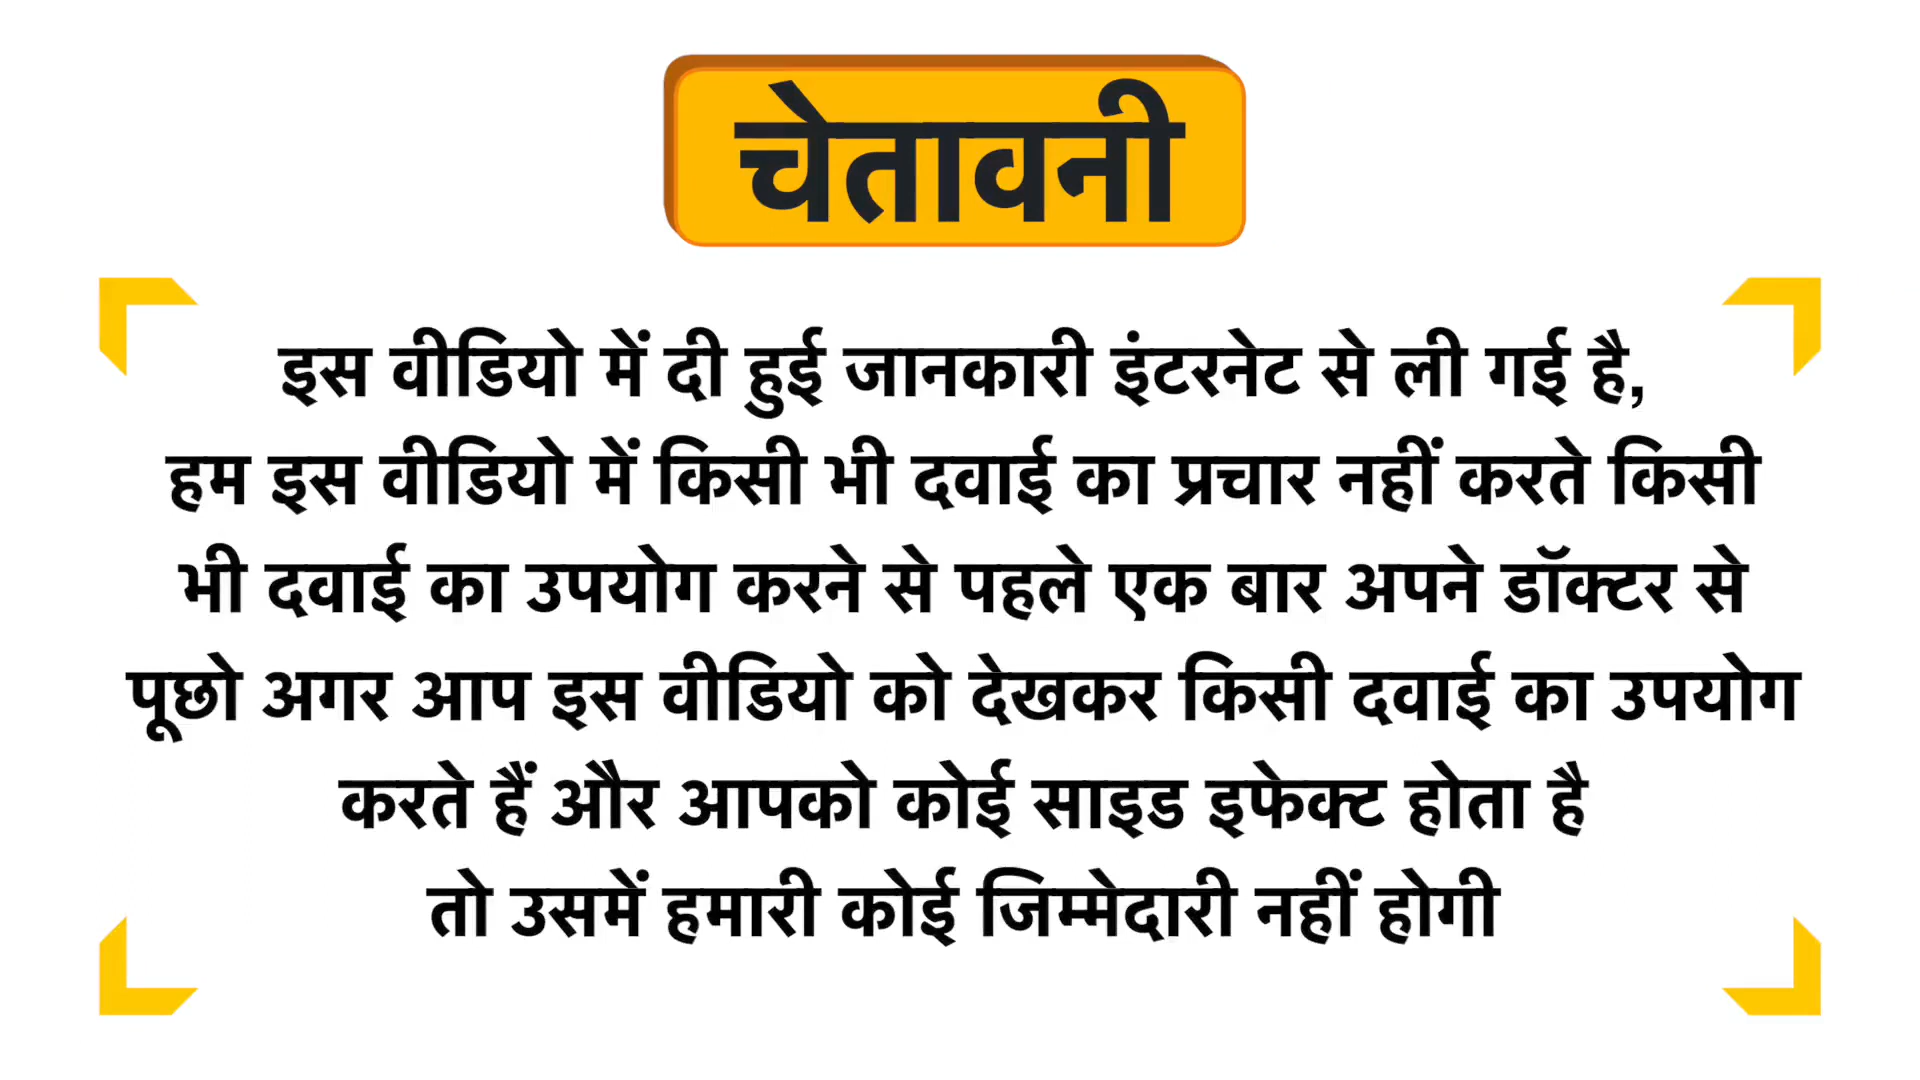 चेतावनी
इस वीडियो में दी हुई जानकारी इंटरनेट से ली गई है,
हम इस वीडियो में किसी भी दवाई का प्रचार नहीं करते किसी
भी दवाई का उपयोग करने से पहले एक बार अपने डॉक्टर से
पूछो अगर आप इस वीडियो को देखकर किसी दवाई का उपयोग
करते हैं और आपको कोई साइड इफेक्ट होता है
तो उसमें हमारी कोई जिम्मेदारी नहीं होगी